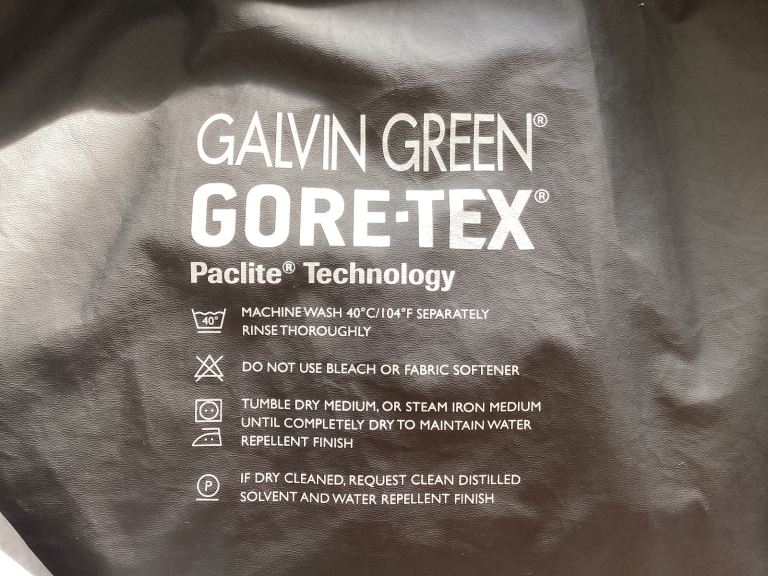 GALVIN GREEN®
GORE-TEX®
Paclite® Technology
40°
MACHINE WASH 40°C/104°F SEPARATELY
RINSE THOROUGHLY
DO NOT USE BLEACH OR FABRIC SOFTENER
TUMBLE DRY MEDIUM, OR STEAM IRON MEDIUM
UNTIL COMPLETELY DRY TO MAINTAIN WATER
REPELLENT FINISH
P
IF DRY CLEANED, REQUEST CLEAN DISTILLED
SOLVENT AND WATER REPELLENT FINISH